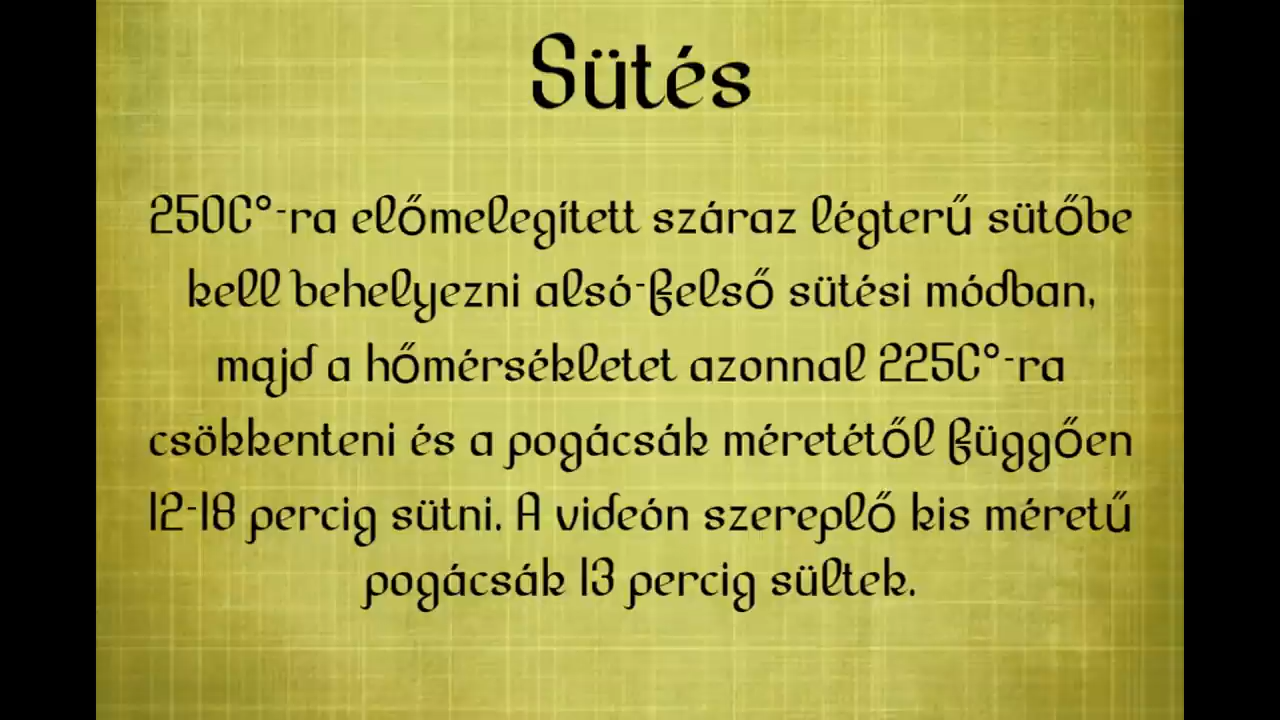 Sütés
250C°-ra előmelegített száraz légterű sütőbe
kell behelyezni alsó-felső sütési módban,
majd a hőmérsékletet azonnal 225C°-ra
csökkenteni és a pogácsák méretétől függően
12-18 percig sütni. A videón szereplő kis méretű
pogácsák 13 percig sültek.